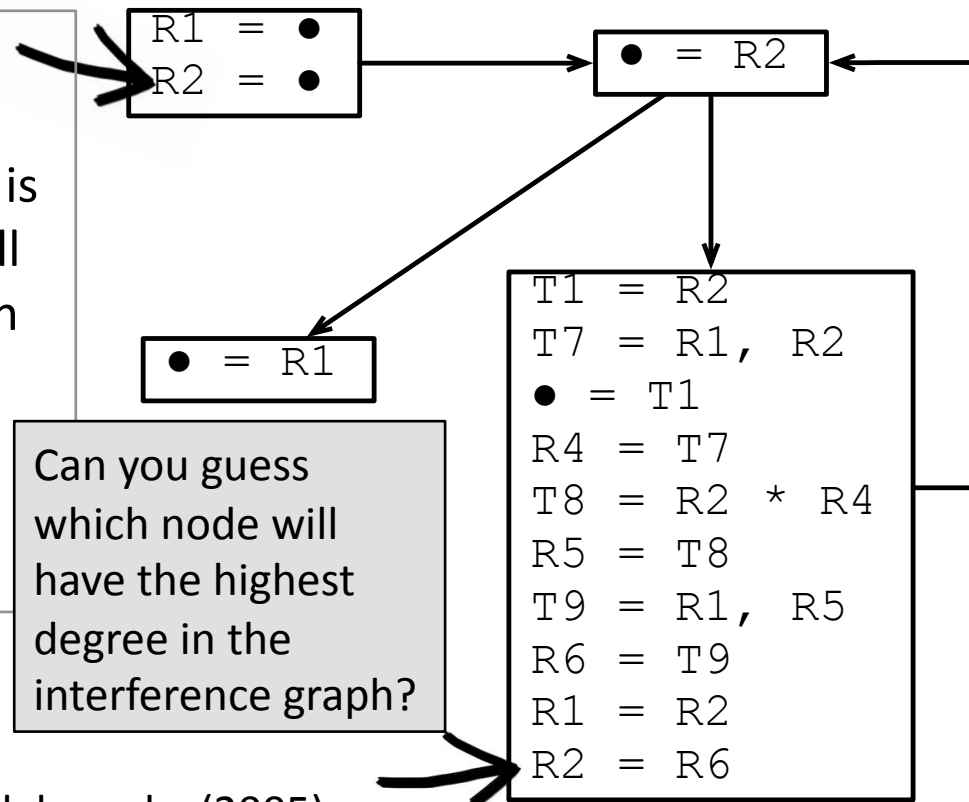 R1 = ●
R2 = ●
● = R2
is
ll
n
● = R1
T1 = R2
T7 = R1, R2
● = T1
R4 = T7
T8 = R2 * R4
R5 = T8
T9 = R1, R5
R6 = T9
R1 = R2
R2 = R6
Can you guess
which node will
have the highest
degree in the
interference graph?
(2005)